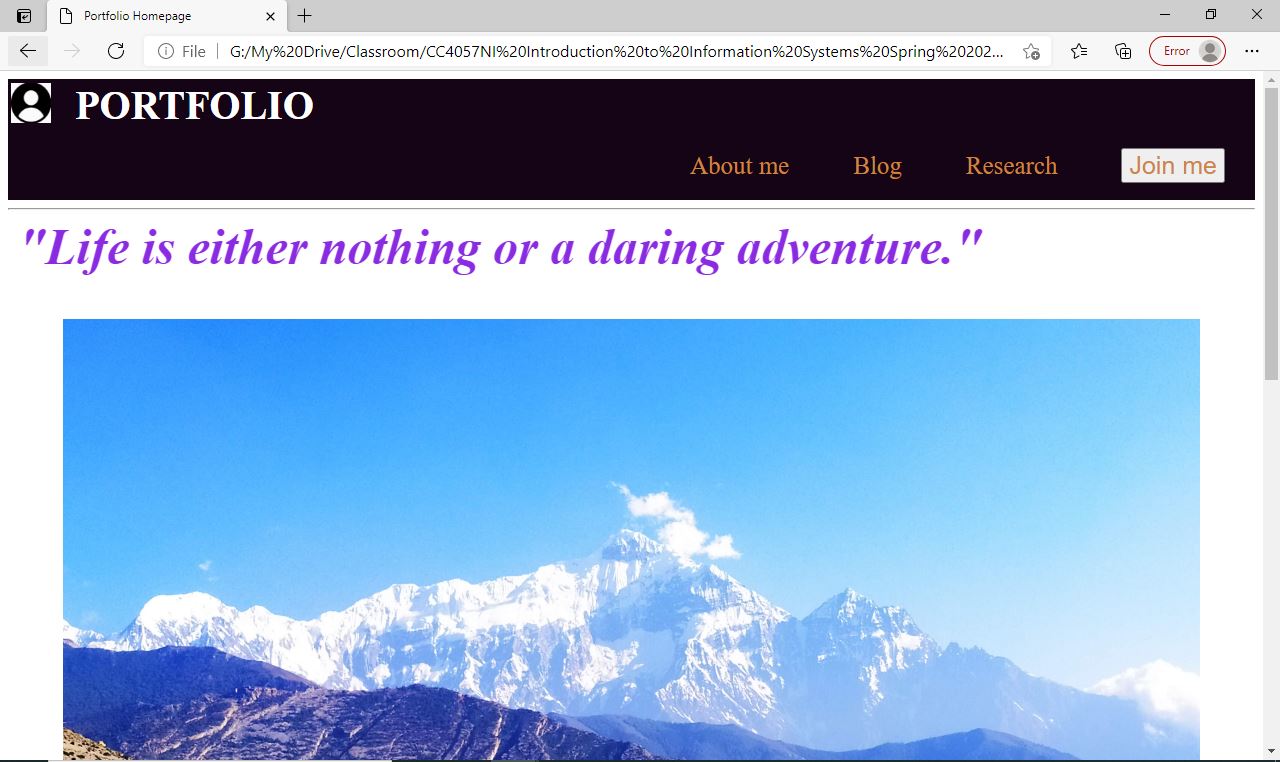 Portfolio Homepage
File
G:/My%20Drive/Classroom/CC4057NI%20Introduction%20to%20Information%20Systems%20Spring%20202...
Error
PORTFOLIO
About me Blog Research Join me
"Life is either nothing or a daring adventure."